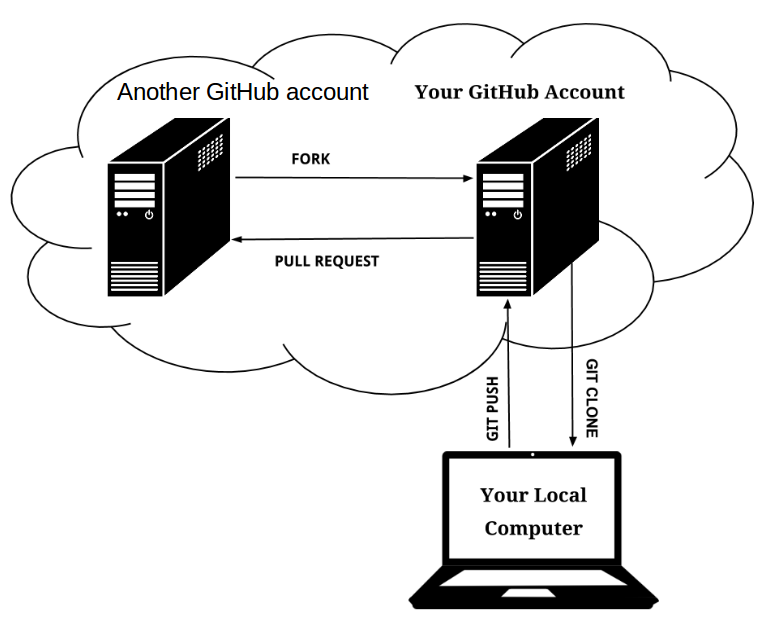 Another GitHub account
Your GitHub Account
FORK
PULL REQUEST
GIT PUSH
GIT CLONE
Your Local
Computer